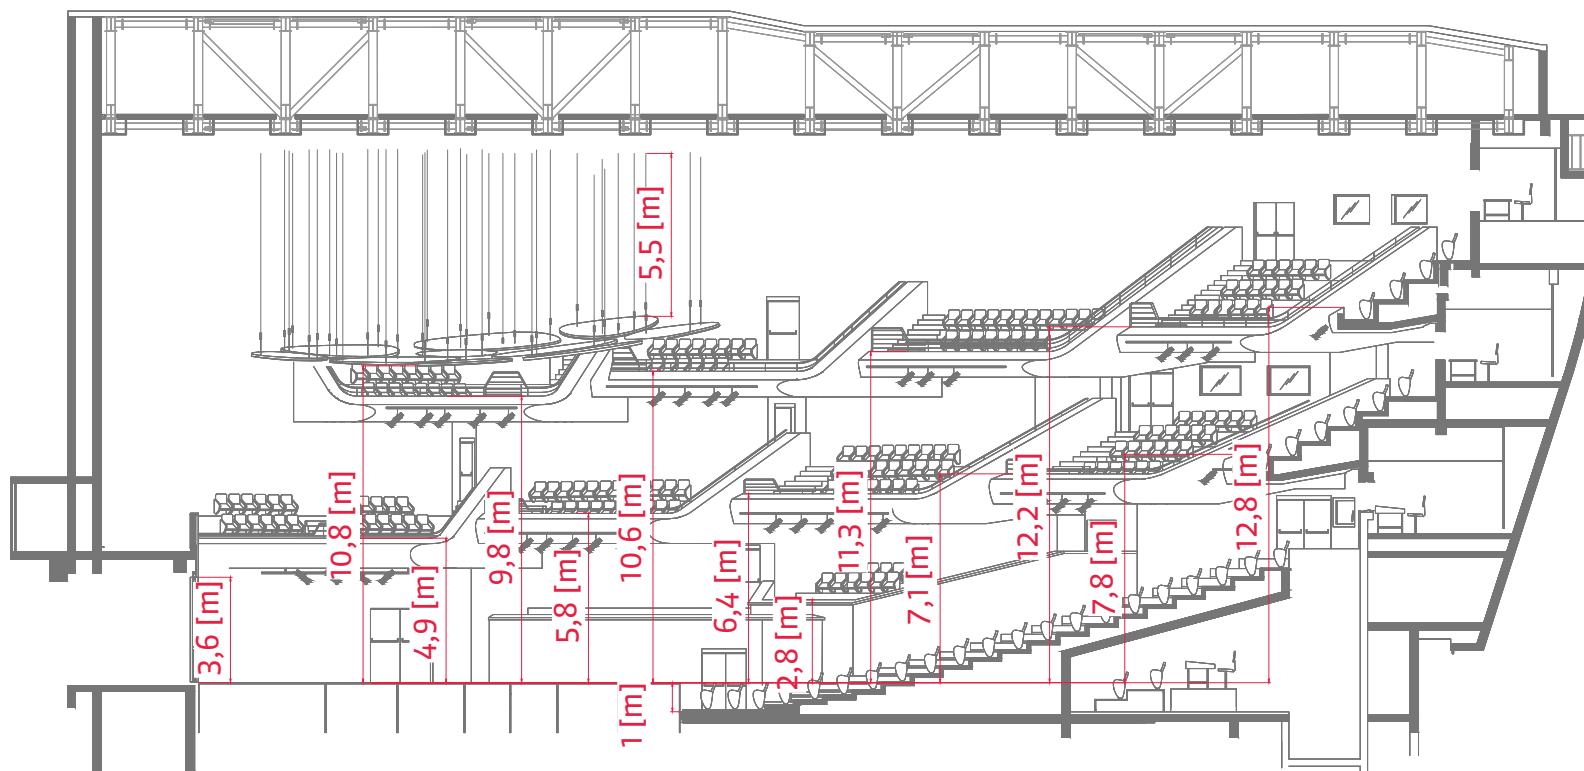 5,5 [m]
10,8 [m]
9,8 [m]
10,6 [m]
11,3 [m]
12,2 [m]
12,8 [m]
3,6 [m]
4,9 [m]
5,8 [m]
6,4 [m]
2,8 [m]
7,1 [m]
7,8 [m]
1 [m]